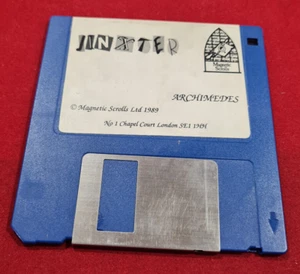 JINXTER
Magnetic
Scrolls
ARCHIMEDES
© Magnetic Scrolls Ltd 1989
No 1 Chapel Court London SE1 1HH